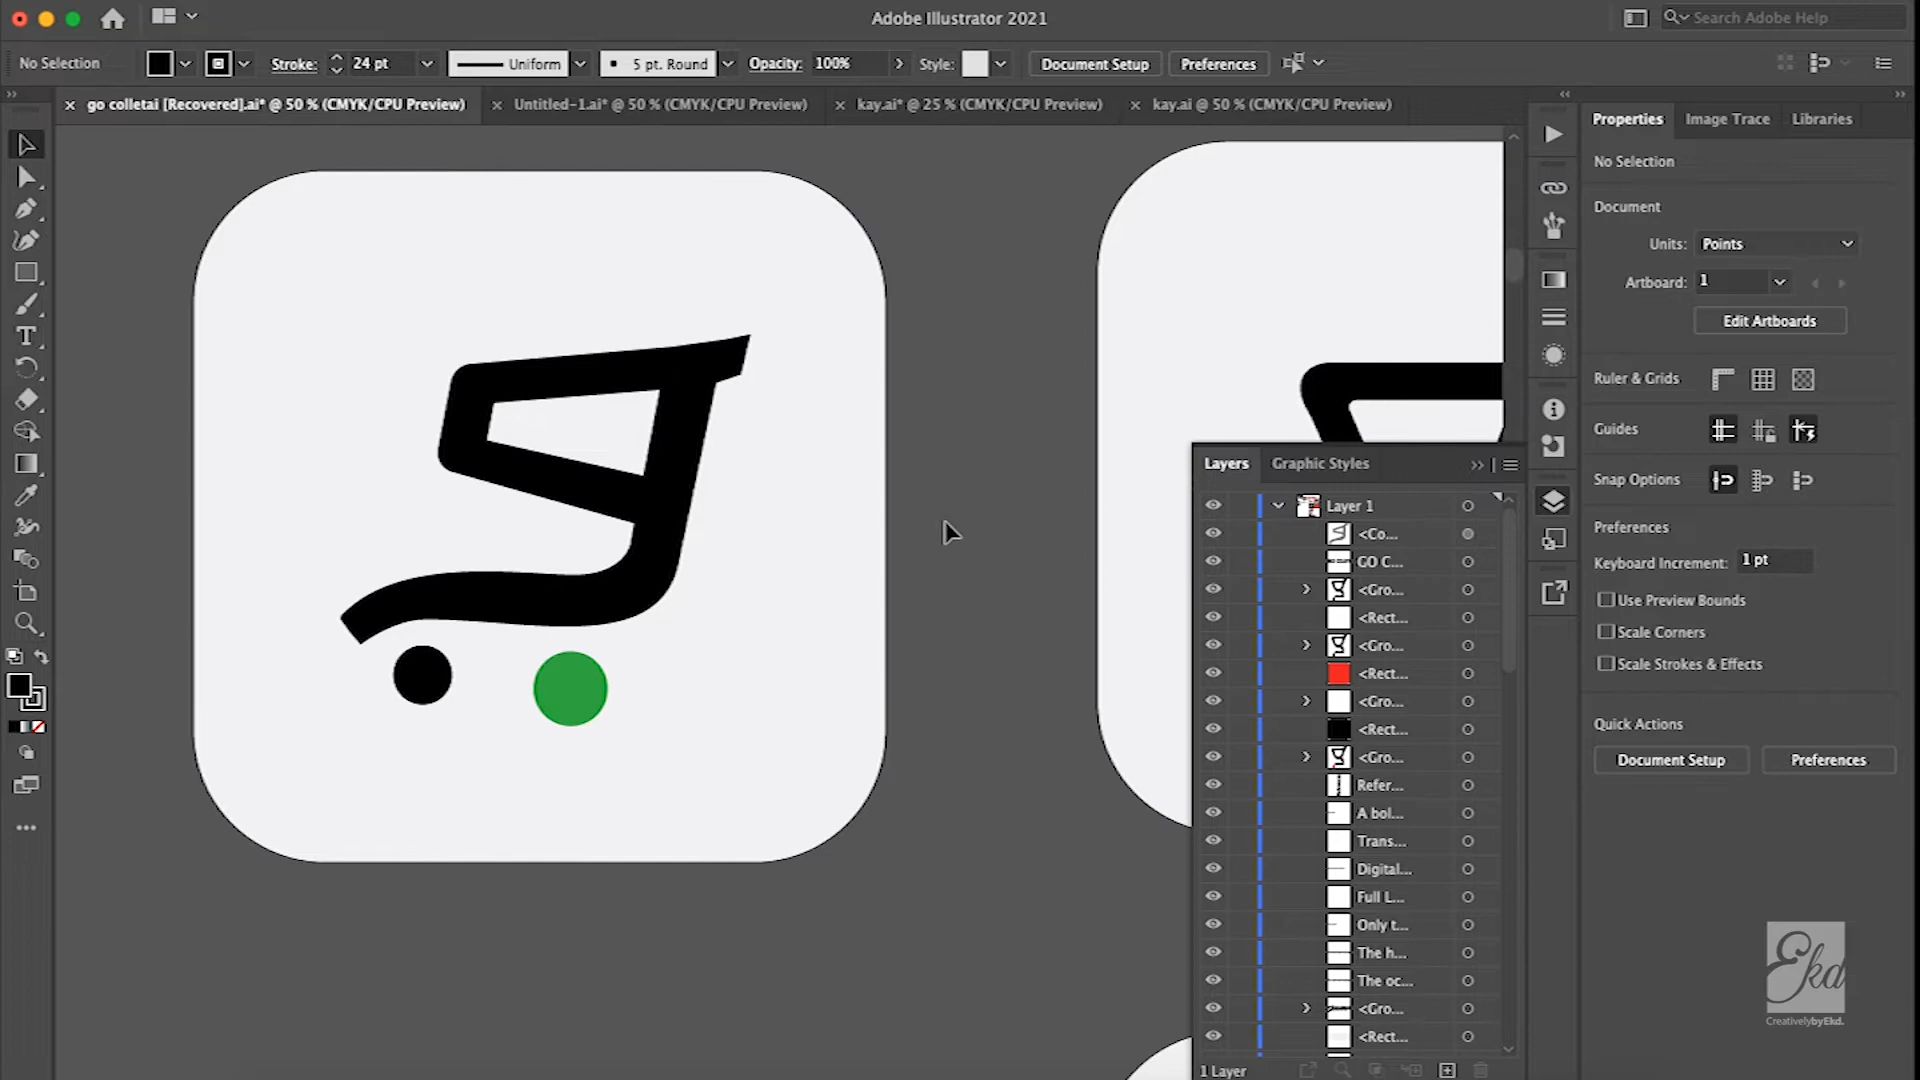 Adobe Illustrator 2021
Search Adobe Help
No Selection
Stroke:
24 pt
Uniform
5 pt. Round
Opacity:
100%
Style:
Document Setup
Preferences
go colletai [Recovered].ai* @ 50 % (CMYK/CPU Preview)
Untitled-1.ai* @ 50 % (CMYK/CPU Preview)
kay.ai* @ 25 % (CMYK/CPU Preview)
kay.ai @ 50 % (CMYK/CPU Preview)
Properties
Image Trace
Libraries
No Selection
Document
Units:
Points
Artboard:
1
Edit Artboards
Ruler & Grids
Guides
Snap Options
Preferences
Keyboard Increment:
1 pt
Use Preview Bounds
Scale Corners
Scale Strokes & Effects
Quick Actions
Document Setup
Preferences
Layers
Graphic Styles
Layer 1
<Co...
GO C...
<Gro...
<Rect...
<Gro...
<Rect...
<Gro...
<Rect...
<Gro...
Refer...
A bol...
Trans...
Digital...
Full L...
Only t...
The h...
The oc...
<Gro...
<Rect...
1 Layer
Ekd
CreativelybyEkd.